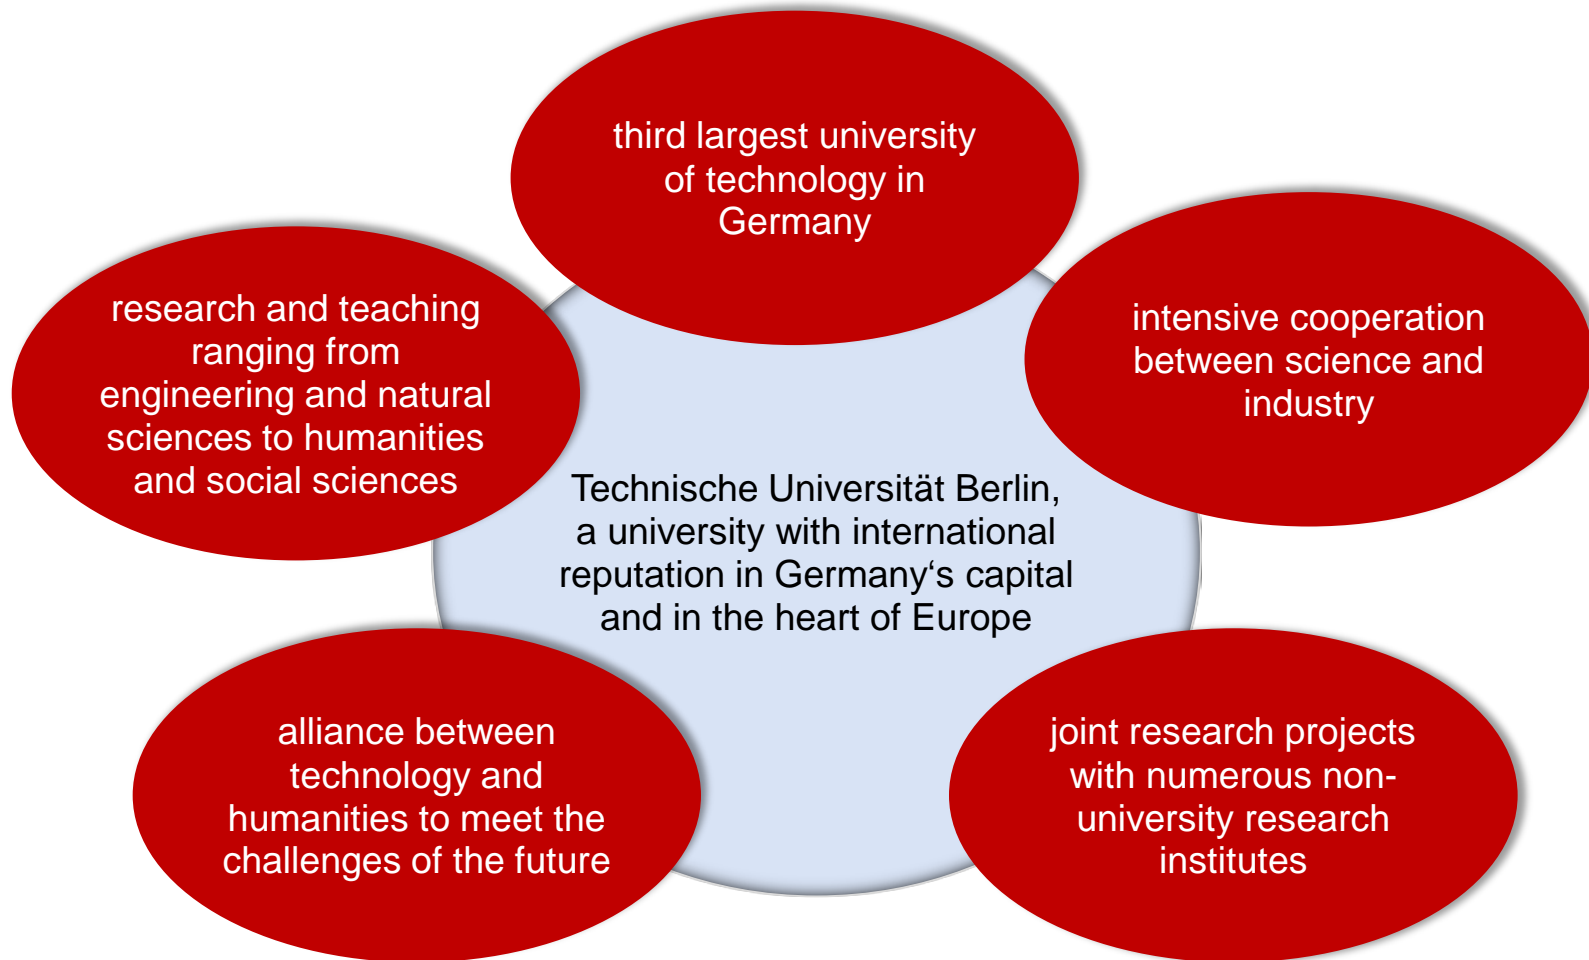 third largest university
of technology in
Germany
intensive cooperation
between science and
industry
research and teaching
ranging from
engineering and natural
sciences to humanities
and social sciences
Technische Universität Berlin,
a university with international
reputation in Germany‘s capital
and in the heart of Europe
alliance between
technology and
humanities to meet the
challenges of the future
joint research projects
with numerous non-
university research
institutes